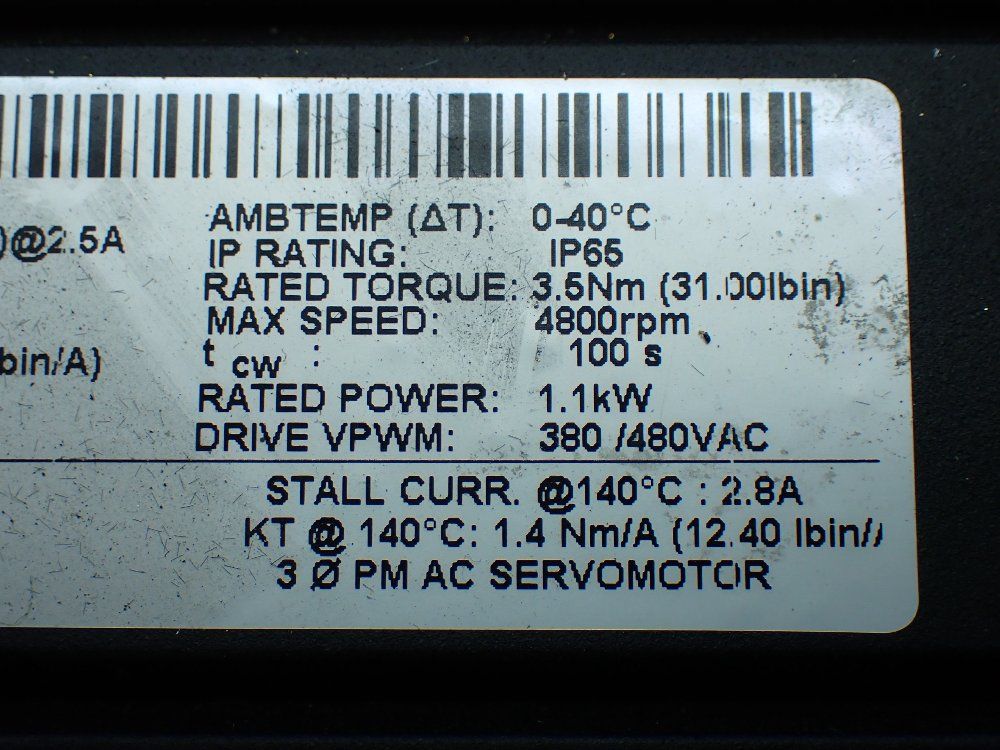 AMBTEMP (ΔT): 0-40°C
)@2.5A
IP RATING: IP65
RATED TORQUE: 3.5Nm (31.00lbin)
MAX SPEED: 4800rpm
t cw : 100 s
bin/A)
RATED POWER: 1.1kW
DRIVE VPWM: 380 /480VAC
STALL CURR. @140°C : 2.8A
KT @ 140°C: 1.4 Nm/A (12.40 lbin/
3 Ø PM AC SERVOMOTOR